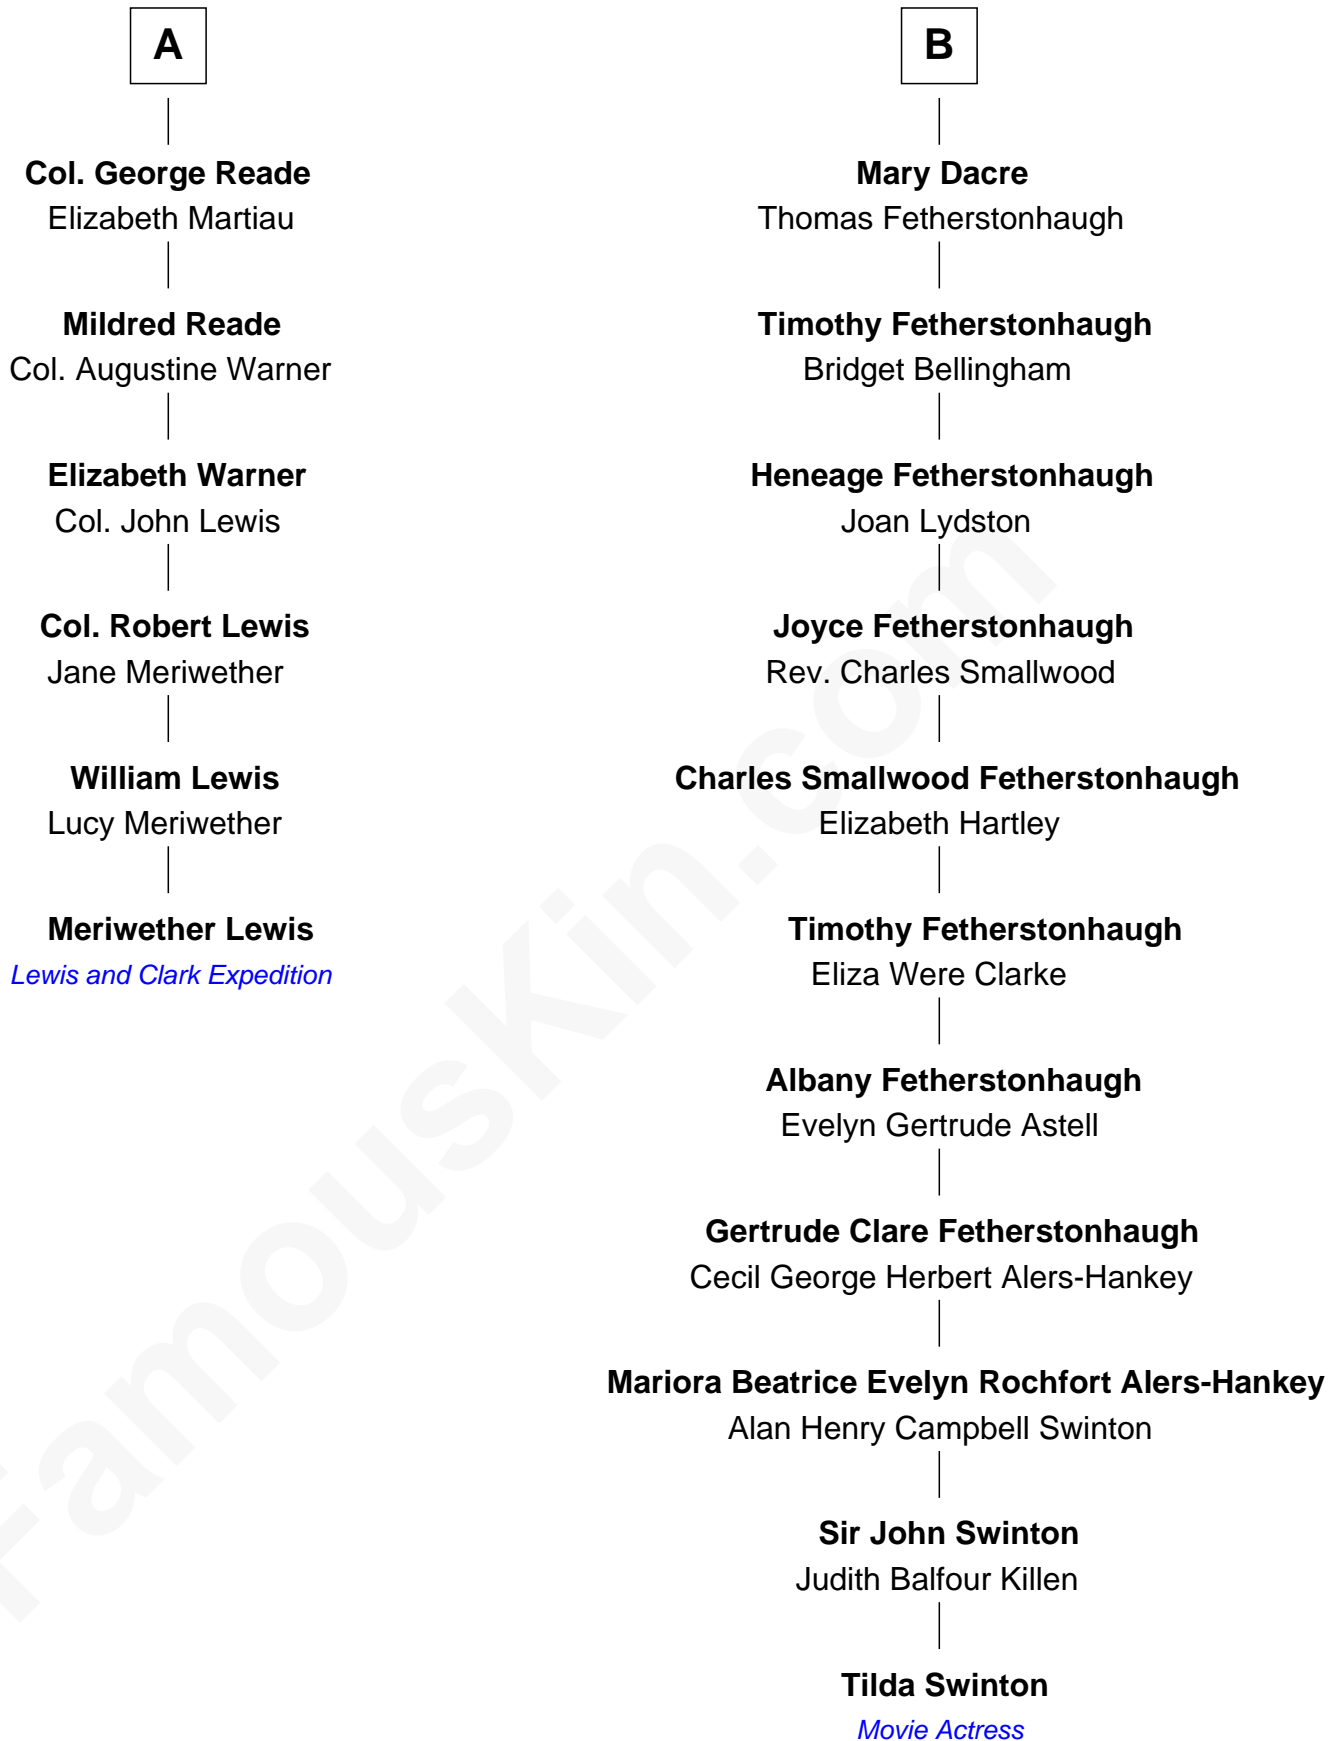 A
Col. George Reade
Elizabeth Martiau
Mildred Reade
Col. Augustine Warner
Elizabeth Warner
Col. John Lewis
Col. Robert Lewis
Jane Meriwether
William Lewis
Lucy Meriwether
Meriwether Lewis
Lewis and Clark Expedition
B
Mary Dacre
Thomas Fetherstonhaugh
Timothy Fetherstonhaugh
Bridget Bellingham
Heneage Fetherstonhaugh
Joan Lydston
Joyce Fetherstonhaugh
Rev. Charles Smallwood
Charles Smallwood Fetherstonhaugh
Elizabeth Hartley
Timothy Fetherstonhaugh
Eliza Were Clarke
Albany Fetherstonhaugh
Evelyn Gertrude Astell
Gertrude Clare Fetherstonhaugh
Cecil George Herbert Alers-Hankey
Mariora Beatrice Evelyn Rochfort Alers-Hankey
Alan Henry Campbell Swinton
Sir John Swinton
Judith Balfour Killen
Tilda Swinton
Movie Actress
FamousKin.com